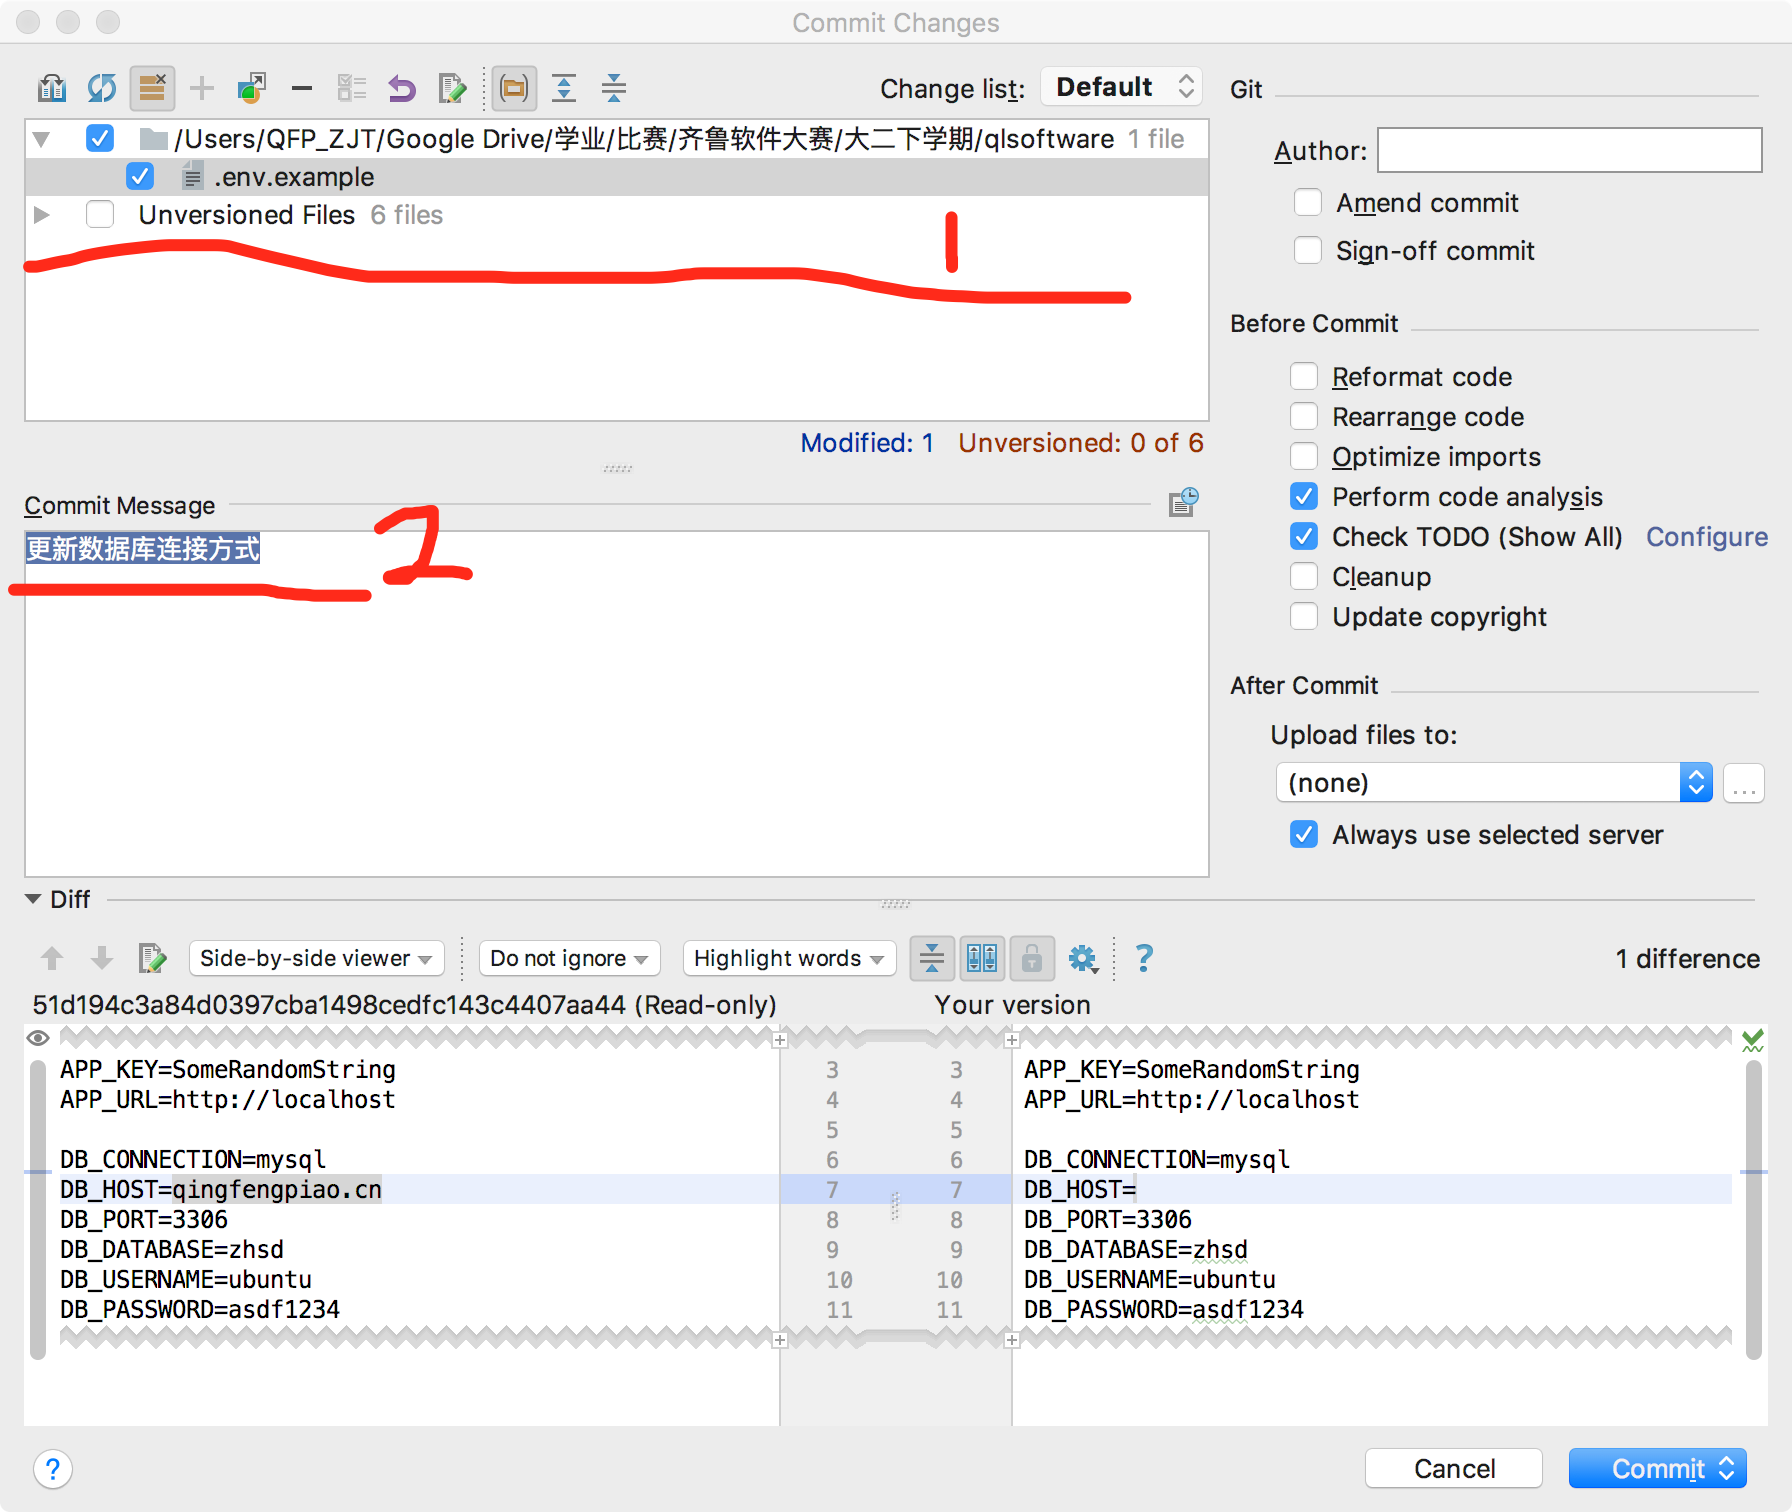 Commit Changes
Change list: Default
/Users/QFP_ZJT/Google Drive/学业/比赛/齐鲁软件大赛/大二下学期/qlsoftware 1 file
.env.example
Unversioned Files 6 files
1
Modified: 1 Unversioned: 0 of 6
Commit Message
更新数据库连接方式
2
Git
Author:
Amend commit
Sign-off commit
Before Commit
Reformat code
Rearrange code
Optimize imports
Perform code analysis
Check TODO (Show All) Configure
Cleanup
Update copyright
After Commit
Upload files to:
(none)
...
Always use selected server
Diff
Side-by-side viewer Do not ignore Highlight words ? 1 difference
51d194c3a84d0397cba1498cedfc143c4407aa44 (Read-only) Your version
APP_KEY=SomeRandomString 3 3 APP_KEY=SomeRandomString
APP_URL=http://localhost 4 4 APP_URL=http://localhost
5 5
DB_CONNECTION=mysql 6 6 DB_CONNECTION=mysql
DB_HOST=qingfengpiao.cn 7 7 DB_HOST=
DB_PORT=3306 8 8 DB_PORT=3306
DB_DATABASE=zhsd 9 9 DB_DATABASE=zhsd
DB_USERNAME=ubuntu 10 10 DB_USERNAME=ubuntu
DB_PASSWORD=asdf1234 11 11 DB_PASSWORD=asdf1234
? Cancel Commit